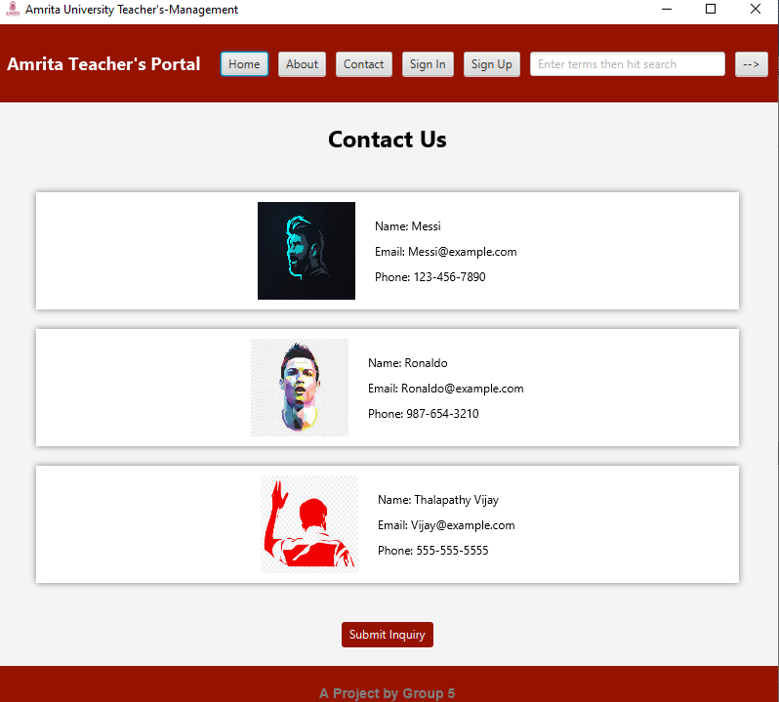 Amrita University Teacher's-Management
Amrita Teacher's Portal Home About Contact Sign In Sign Up Enter terms then hit search -->
Contact Us
Name: Messi
Email: Messi@example.com
Phone: 123-456-7890
Name: Ronaldo
Email: Ronaldo@example.com
Phone: 987-654-3210
Name: Thalapathy Vijay
Email: Vijay@example.com
Phone: 555-555-5555
Submit Inquiry
A Project by Group 5